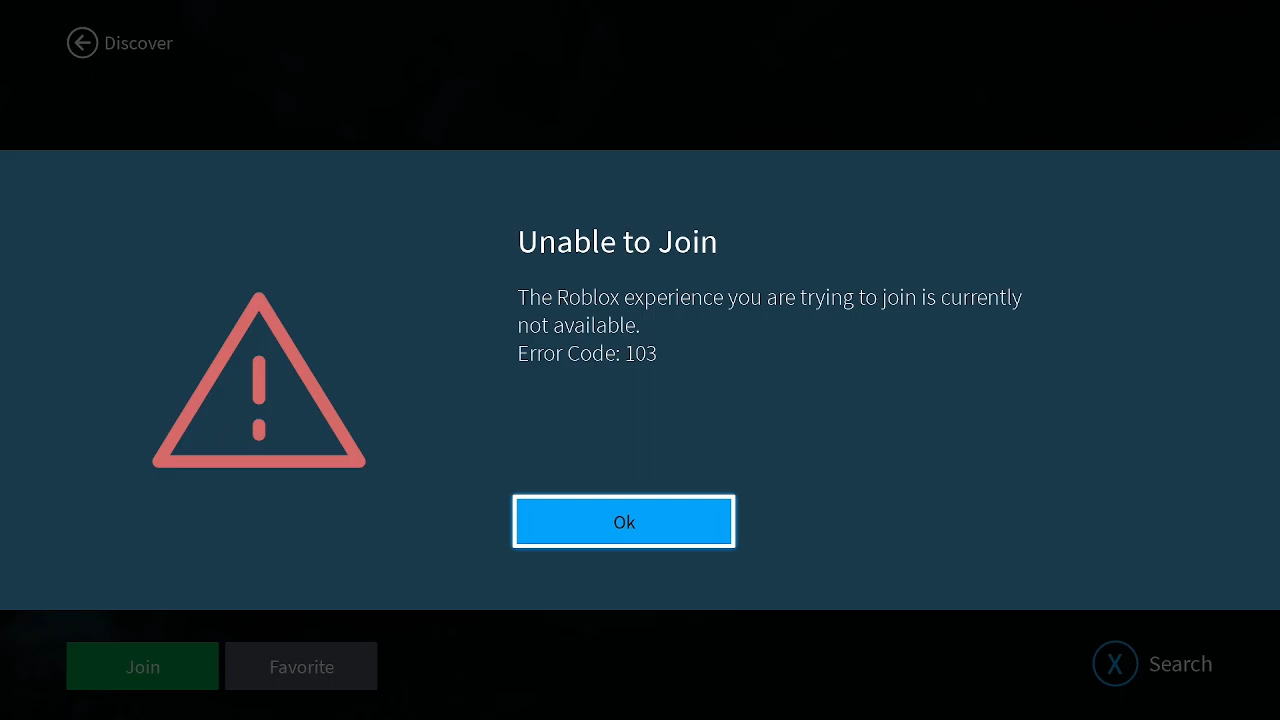 Discover
Unable to Join
The Roblox experience you are trying to join is currently
not available.
Error Code: 103
Ok
Join
Favorite
X
Search